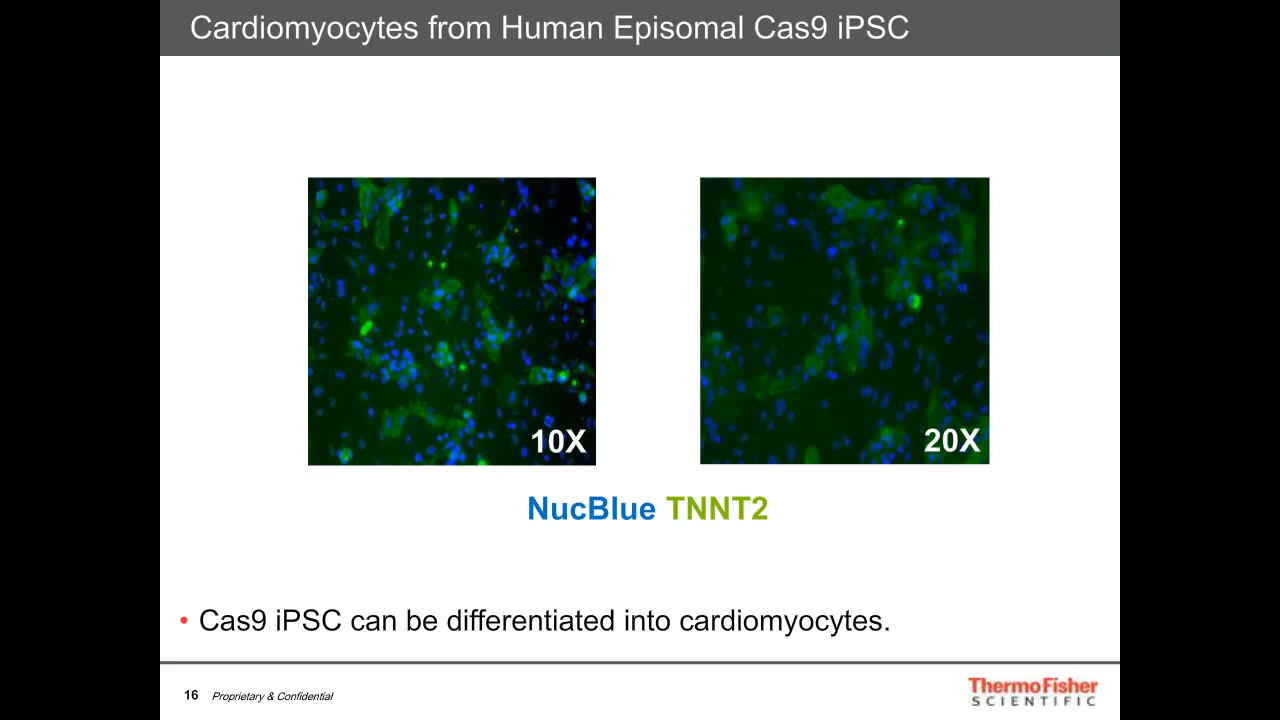 Cardiomyocytes from Human Episomal Cas9 iPSC
10X
20X
NucBlue TNNT2
• Cas9 iPSC can be differentiated into cardiomyocytes.
16 Proprietary & Confidential
ThermoFisher
SCIENTIFIC